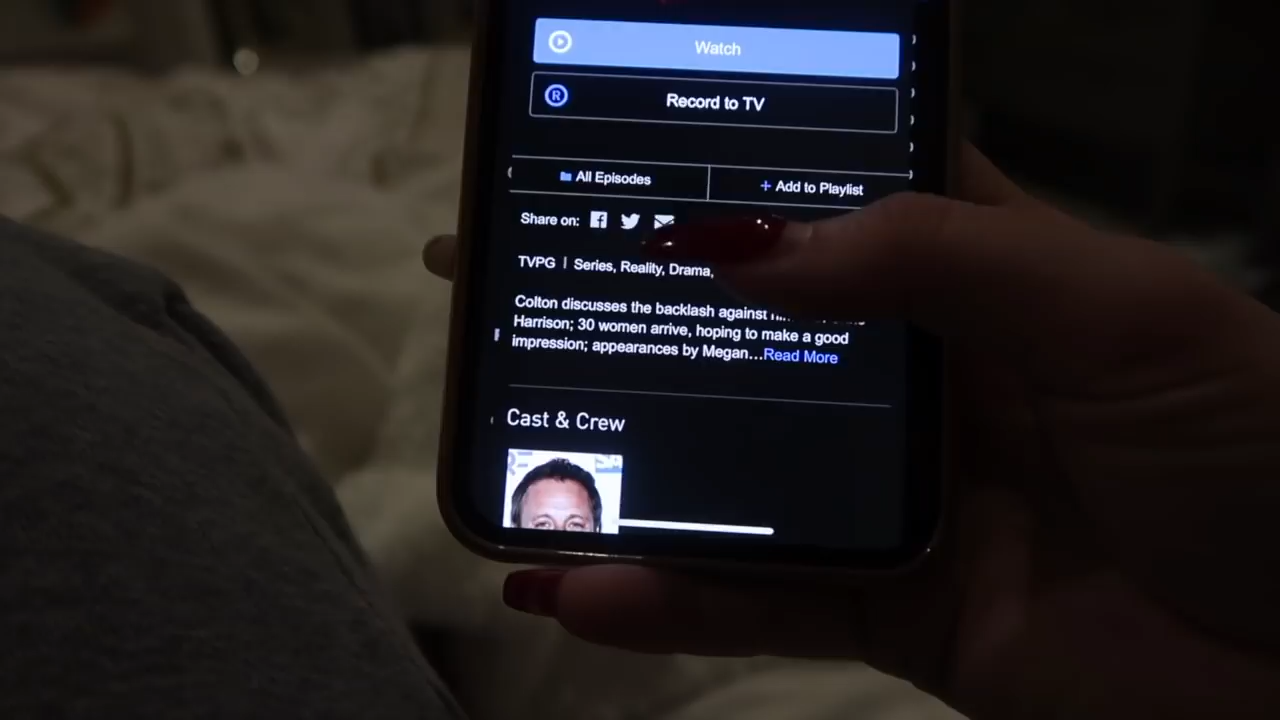 Watch
R
Record to TV
All Episodes
+ Add to Playlist
Share on:
TVPG | Series, Reality, Drama,
Colton discusses the backlash against
Harrison; 30 women arrive, hoping to make a good
impression; appearances by Megan...Read More
Cast & Crew